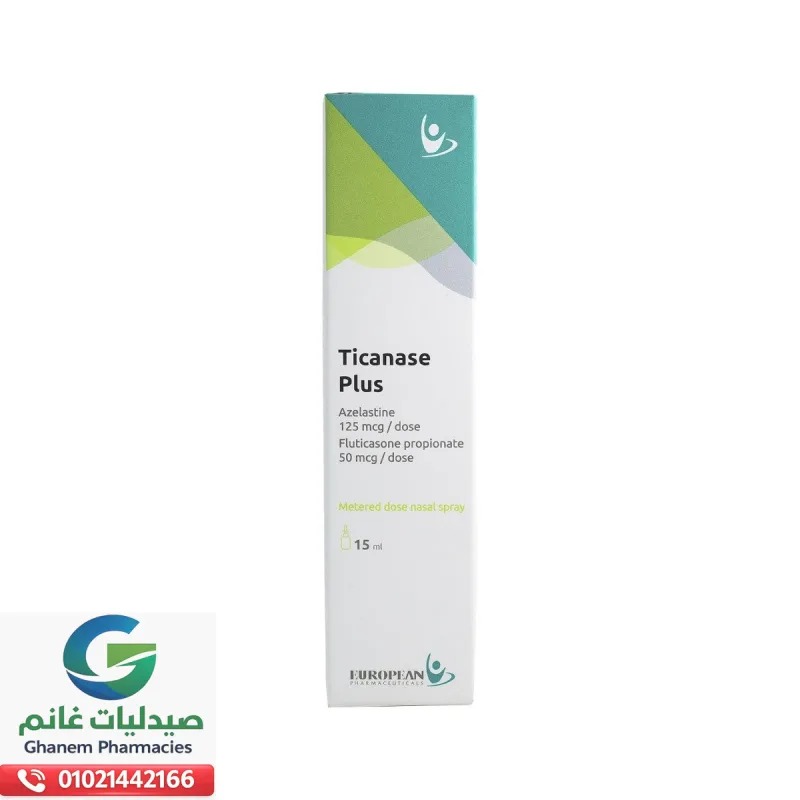 Ticanase
Plus
Azelastine
125 mcg / dose
Fluticasone propionate
50 mcg / dose
Metered dose nasal spray
15 ml
EUROPEAN
PHARMACEUTICALS
صيدليات غانم
Ghanem Pharmacies
01021442166